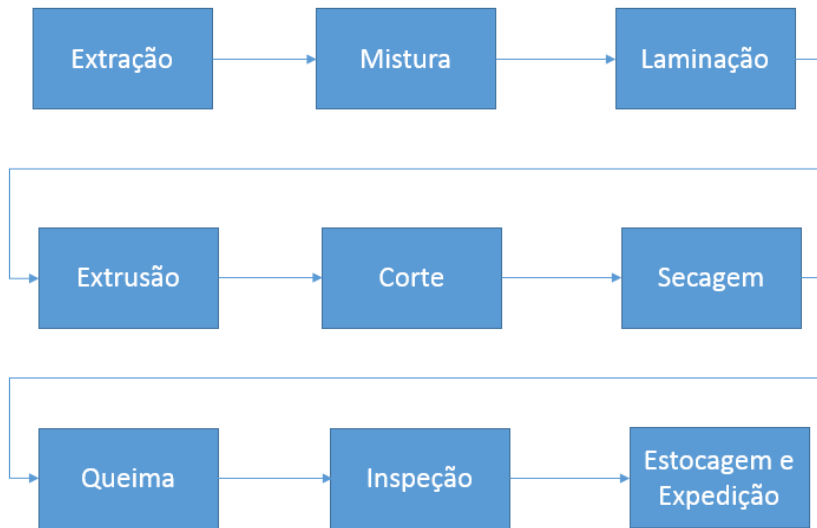 Extração
Mistura
Laminação
Extrusão
Corte
Secagem
Queima
Inspeção
Estocagem e
Expedição